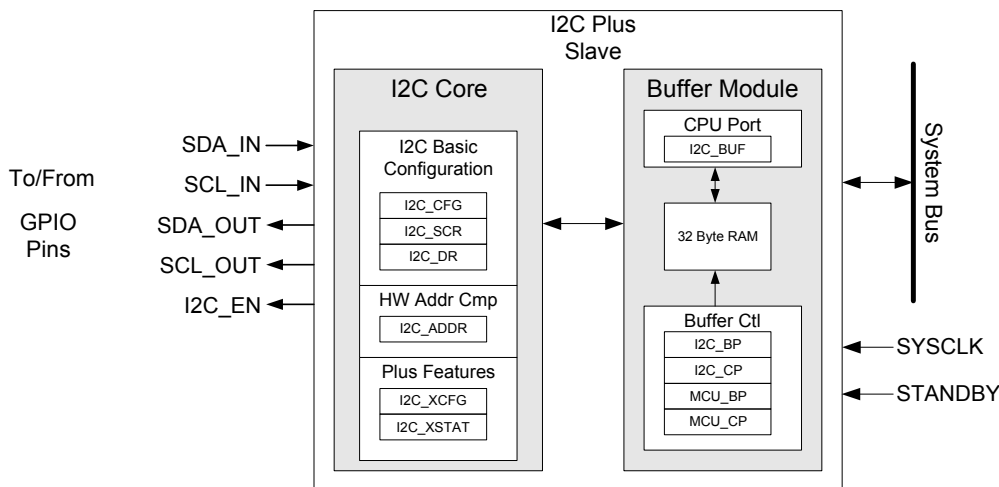 I2C Plus
Slave
I2C Core
Buffer Module
I2C Basic
Configuration
I2C_CFG
I2C_SCR
I2C_DR
HW Addr Cmp
I2C_ADDR
Plus Features
I2C_XCFG
I2C_XSTAT
CPU Port
I2C_BUF
32 Byte RAM
Buffer Ctl
I2C_BP
I2C_CP
MCU_BP
MCU_CP
To/From
GPIO
Pins
SDA_IN
SCL_IN
SDA_OUT
SCL_OUT
I2C_EN
System Bus
SYSCLK
STANDBY